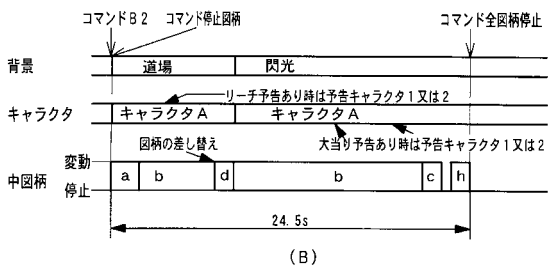 コマンドB2 コマンド停止図柄 コマンド全図柄停止
背景 道場 閃光
リーチ予告あり時は予告キャラクタ1又は2
キャラクタ キャラクタA キャラクタA
図柄の差し替え 大当り予告あり時は予告キャラクタ1又は2
変動
中図柄 a b d b c h
停止
24.5s
(B)